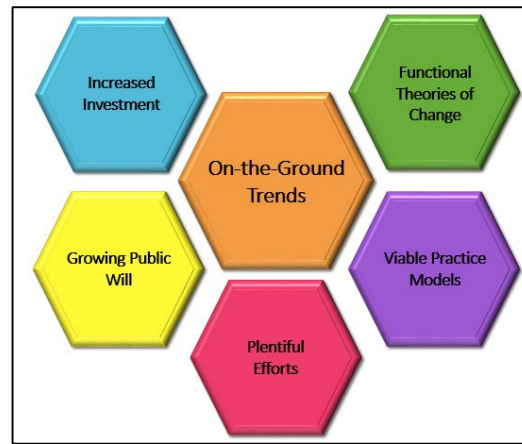 Increased
Investment
Functional
Theories of
Change
On-the-Ground
Trends
Growing Public
Will
Viable Practice
Models
Plentiful
Efforts